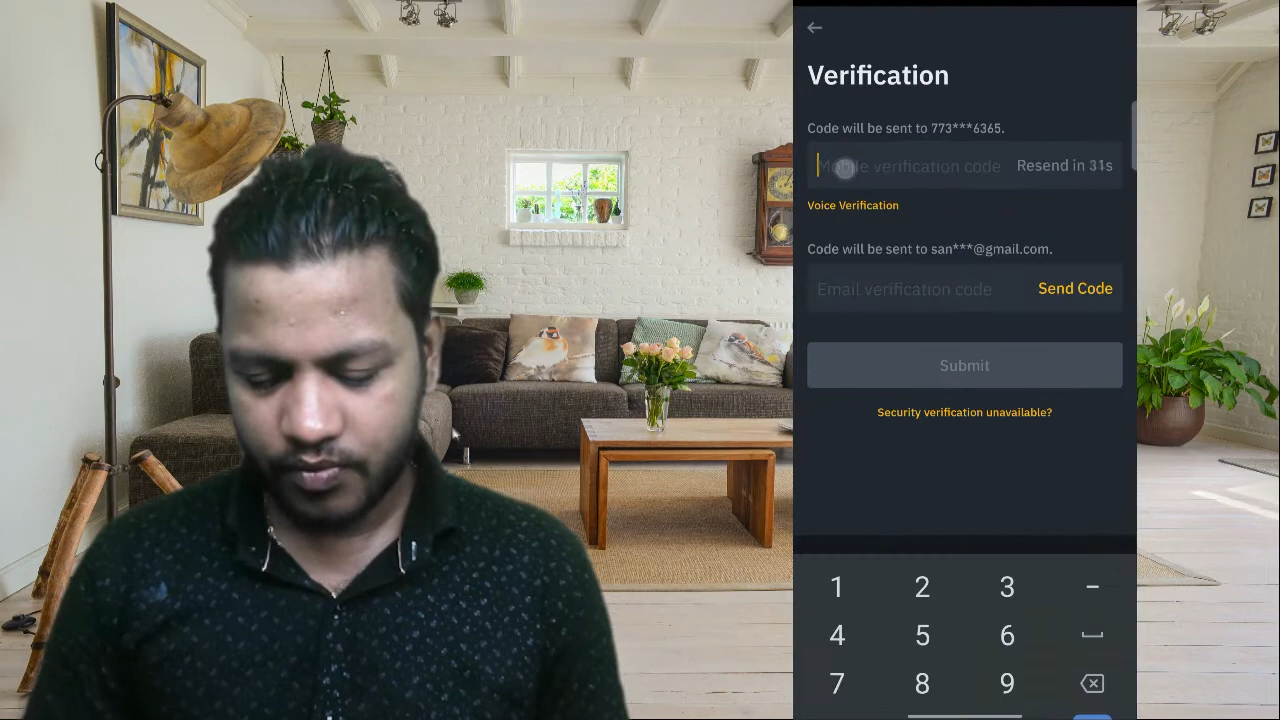 Verification
Code will be sent to 773***6365.
Mobile verification code Resend in 31s
Voice Verification
Code will be sent to san***@gmail.com.
Email verification code Send Code
Submit
Security verification unavailable?
1 2 3 -
4 5 6
7 8 9